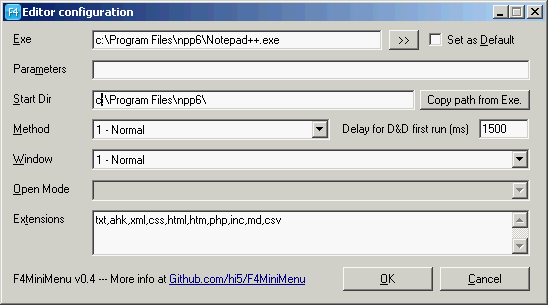 F4 Editor configuration
Exe c:\Program Files\npp6\Notepad++.exe >> Set as Default
Parameters
Start Dir c:\Program Files\npp6\ Copy path from Exe.
Method 1 - Normal Delay for D&D first run (ms) 1500
Window 1 - Normal
Open Mode
Extensions txt,ahk,xml,css,html,htm,php,inc,md,csv
F4MiniMenu v0.4 --- More info at Github.com/hi5/F4MiniMenu OK Cancel